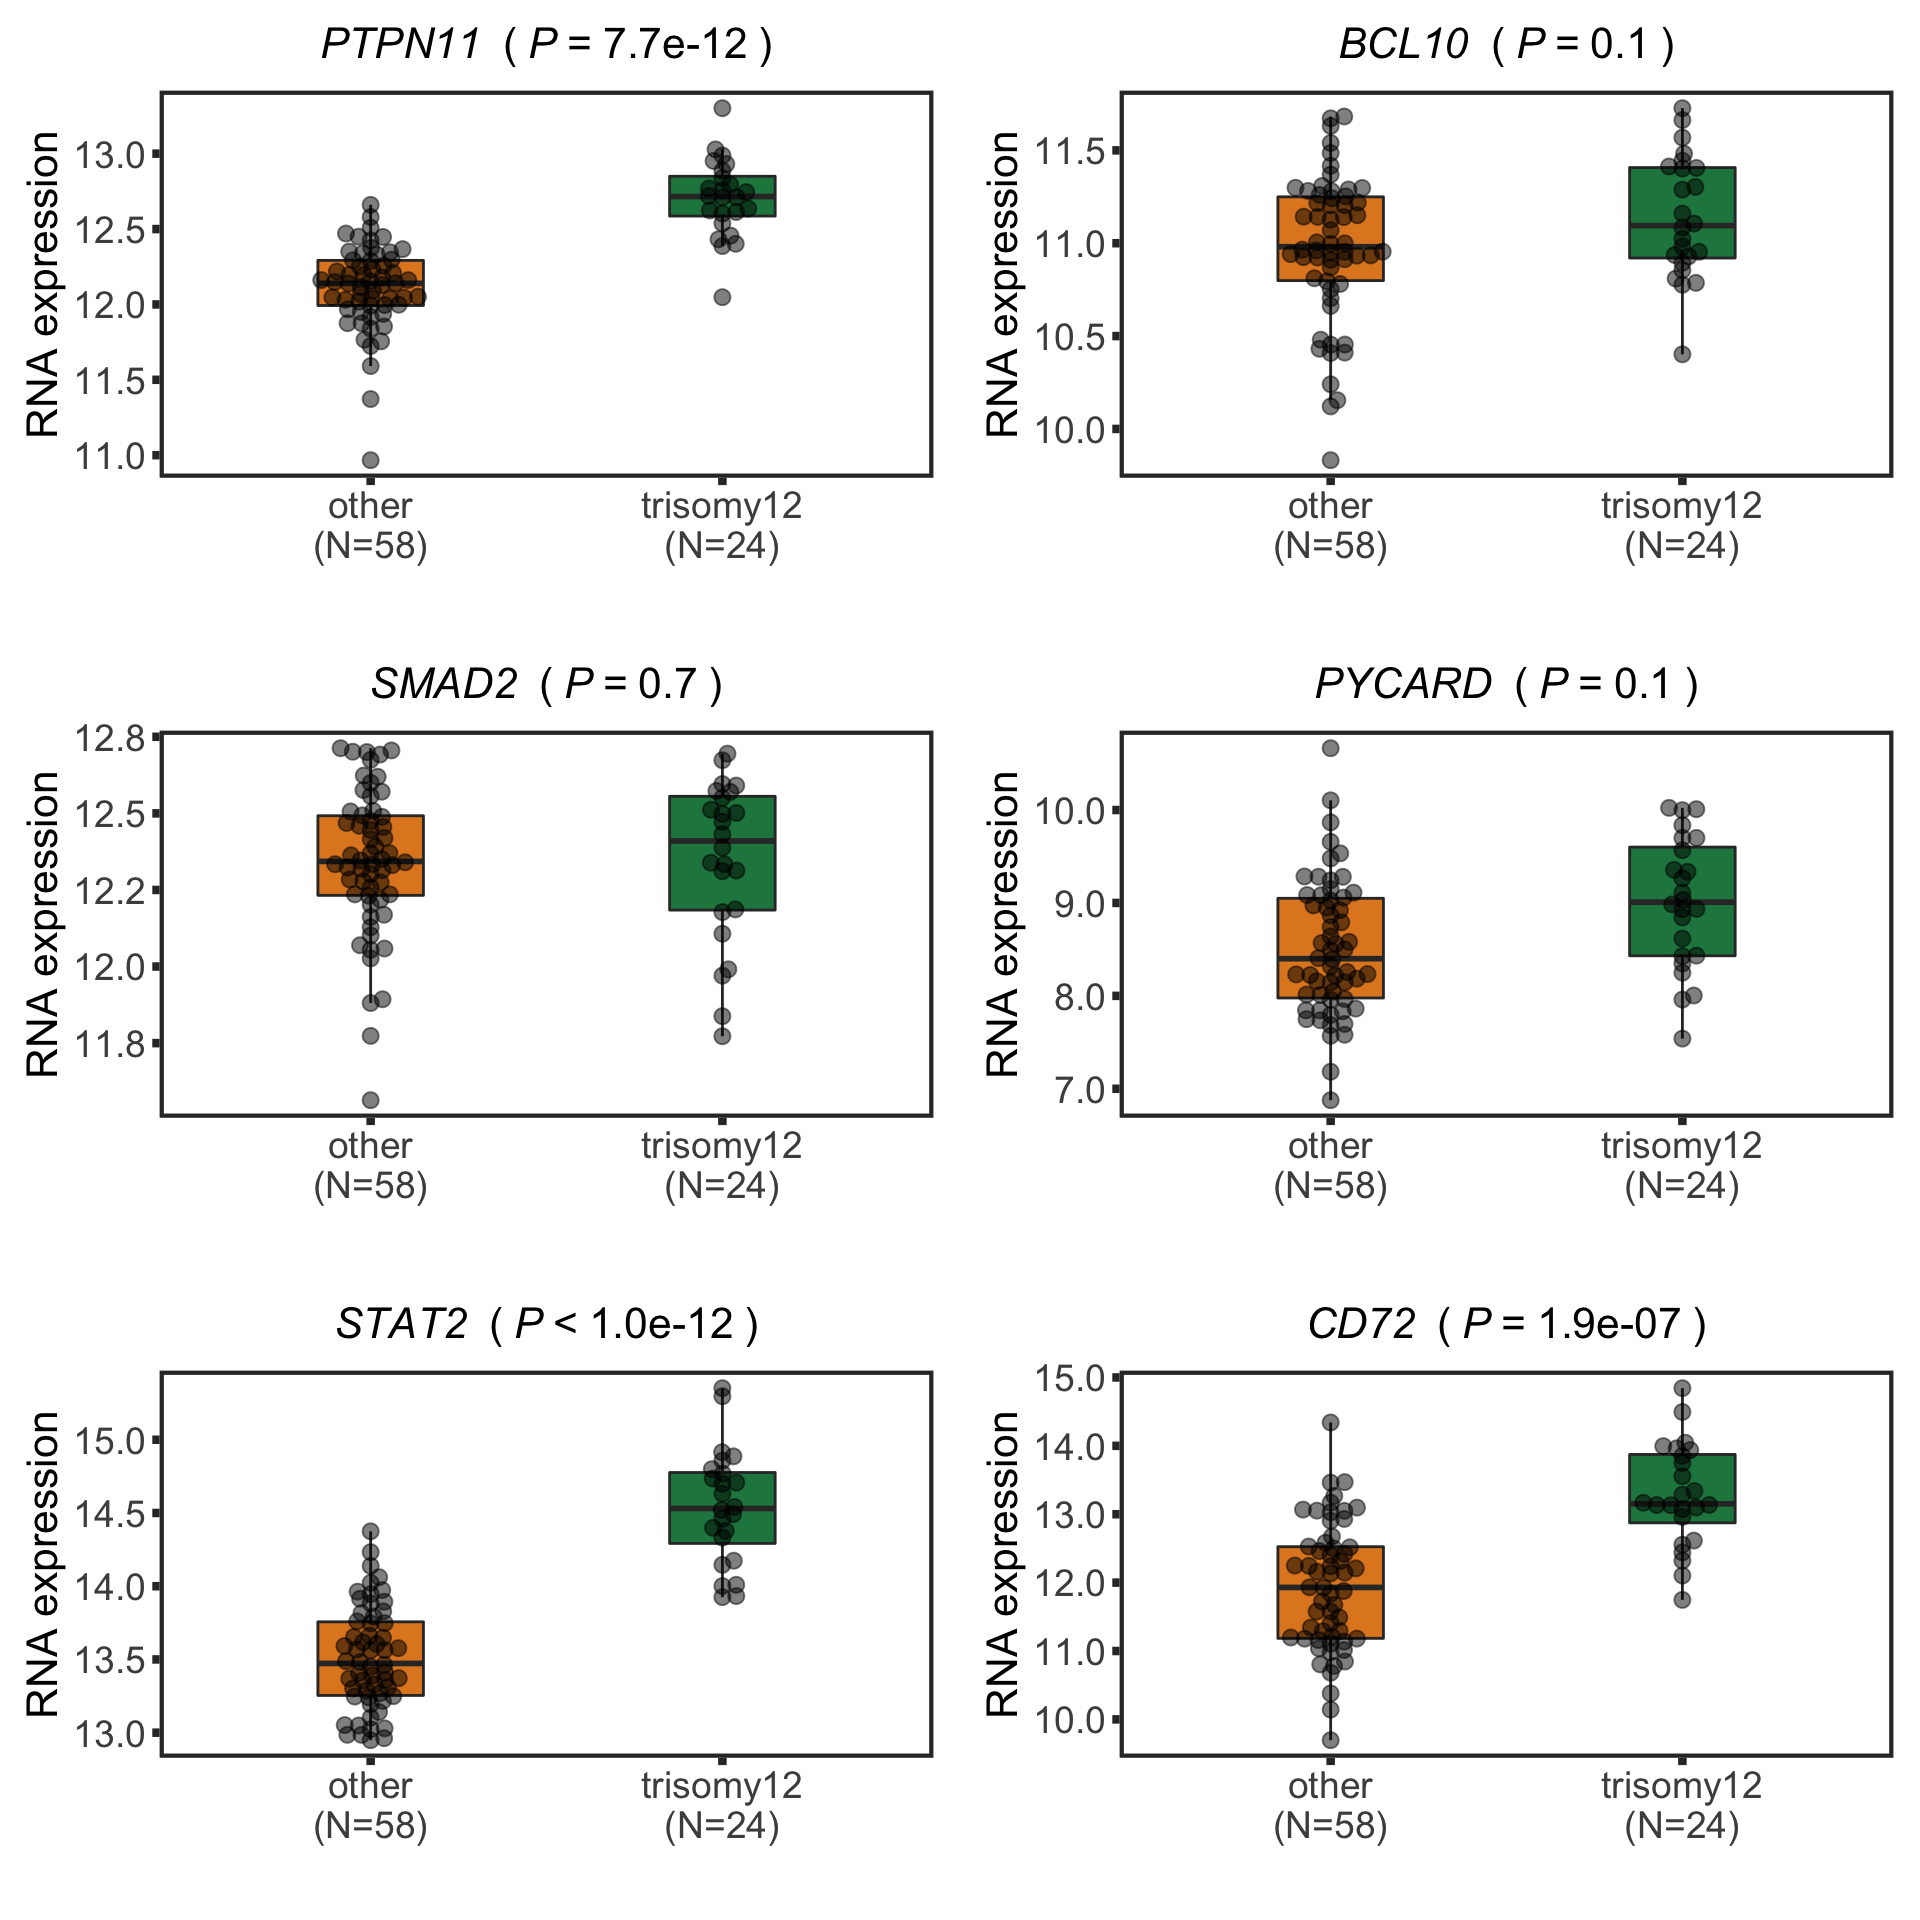 PTPN11 ( P = 7.7e-12 )
RNA expression
13.0
12.5
12.0
11.5
11.0
other
(N=58)
trisomy12
(N=24)
BCL10 ( P = 0.1 )
RNA expression
11.5
11.0
10.5
10.0
other
(N=58)
trisomy12
(N=24)
SMAD2 ( P = 0.7 )
RNA expression
12.8
12.5
12.2
12.0
11.8
other
(N=58)
trisomy12
(N=24)
PYCARD ( P = 0.1 )
RNA expression
10.0
9.0
8.0
7.0
other
(N=58)
trisomy12
(N=24)
STAT2 ( P < 1.0e-12 )
RNA expression
15.0
14.5
14.0
13.5
13.0
other
(N=58)
trisomy12
(N=24)
CD72 ( P = 1.9e-07 )
RNA expression
15.0
14.0
13.0
12.0
11.0
10.0
other
(N=58)
trisomy12
(N=24)